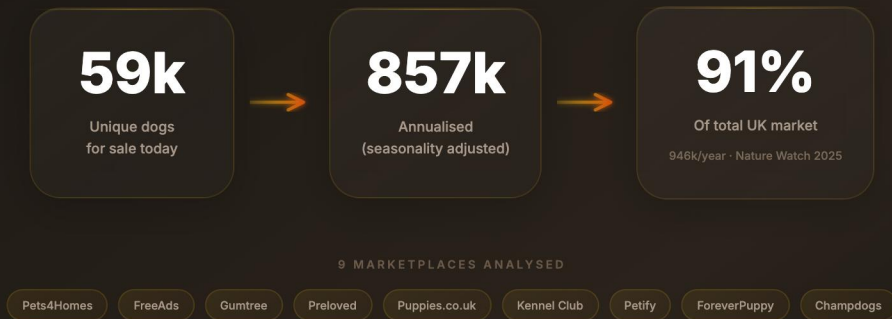 59k
857k
91%
Unique dogs
for sale today
Annualised
(seasonality adjusted)
Of total UK market
946k/year · Nature Watch 2025
9 MARKETPLACES ANALYSED
Pets4Homes
FreeAds
Gumtree
Preloved
Puppies.co.uk
Kennel Club
Petify
ForeverPuppy
Champdogs